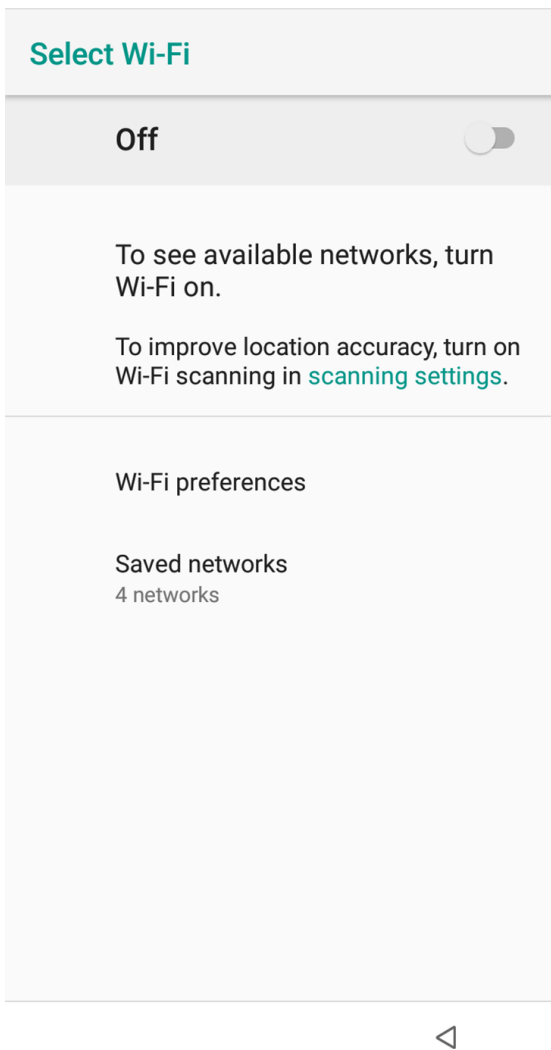 Select Wi-Fi
Off
To see available networks, turn
Wi-Fi on.
To improve location accuracy, turn on
Wi-Fi scanning in scanning settings.
Wi-Fi preferences
Saved networks
4 networks